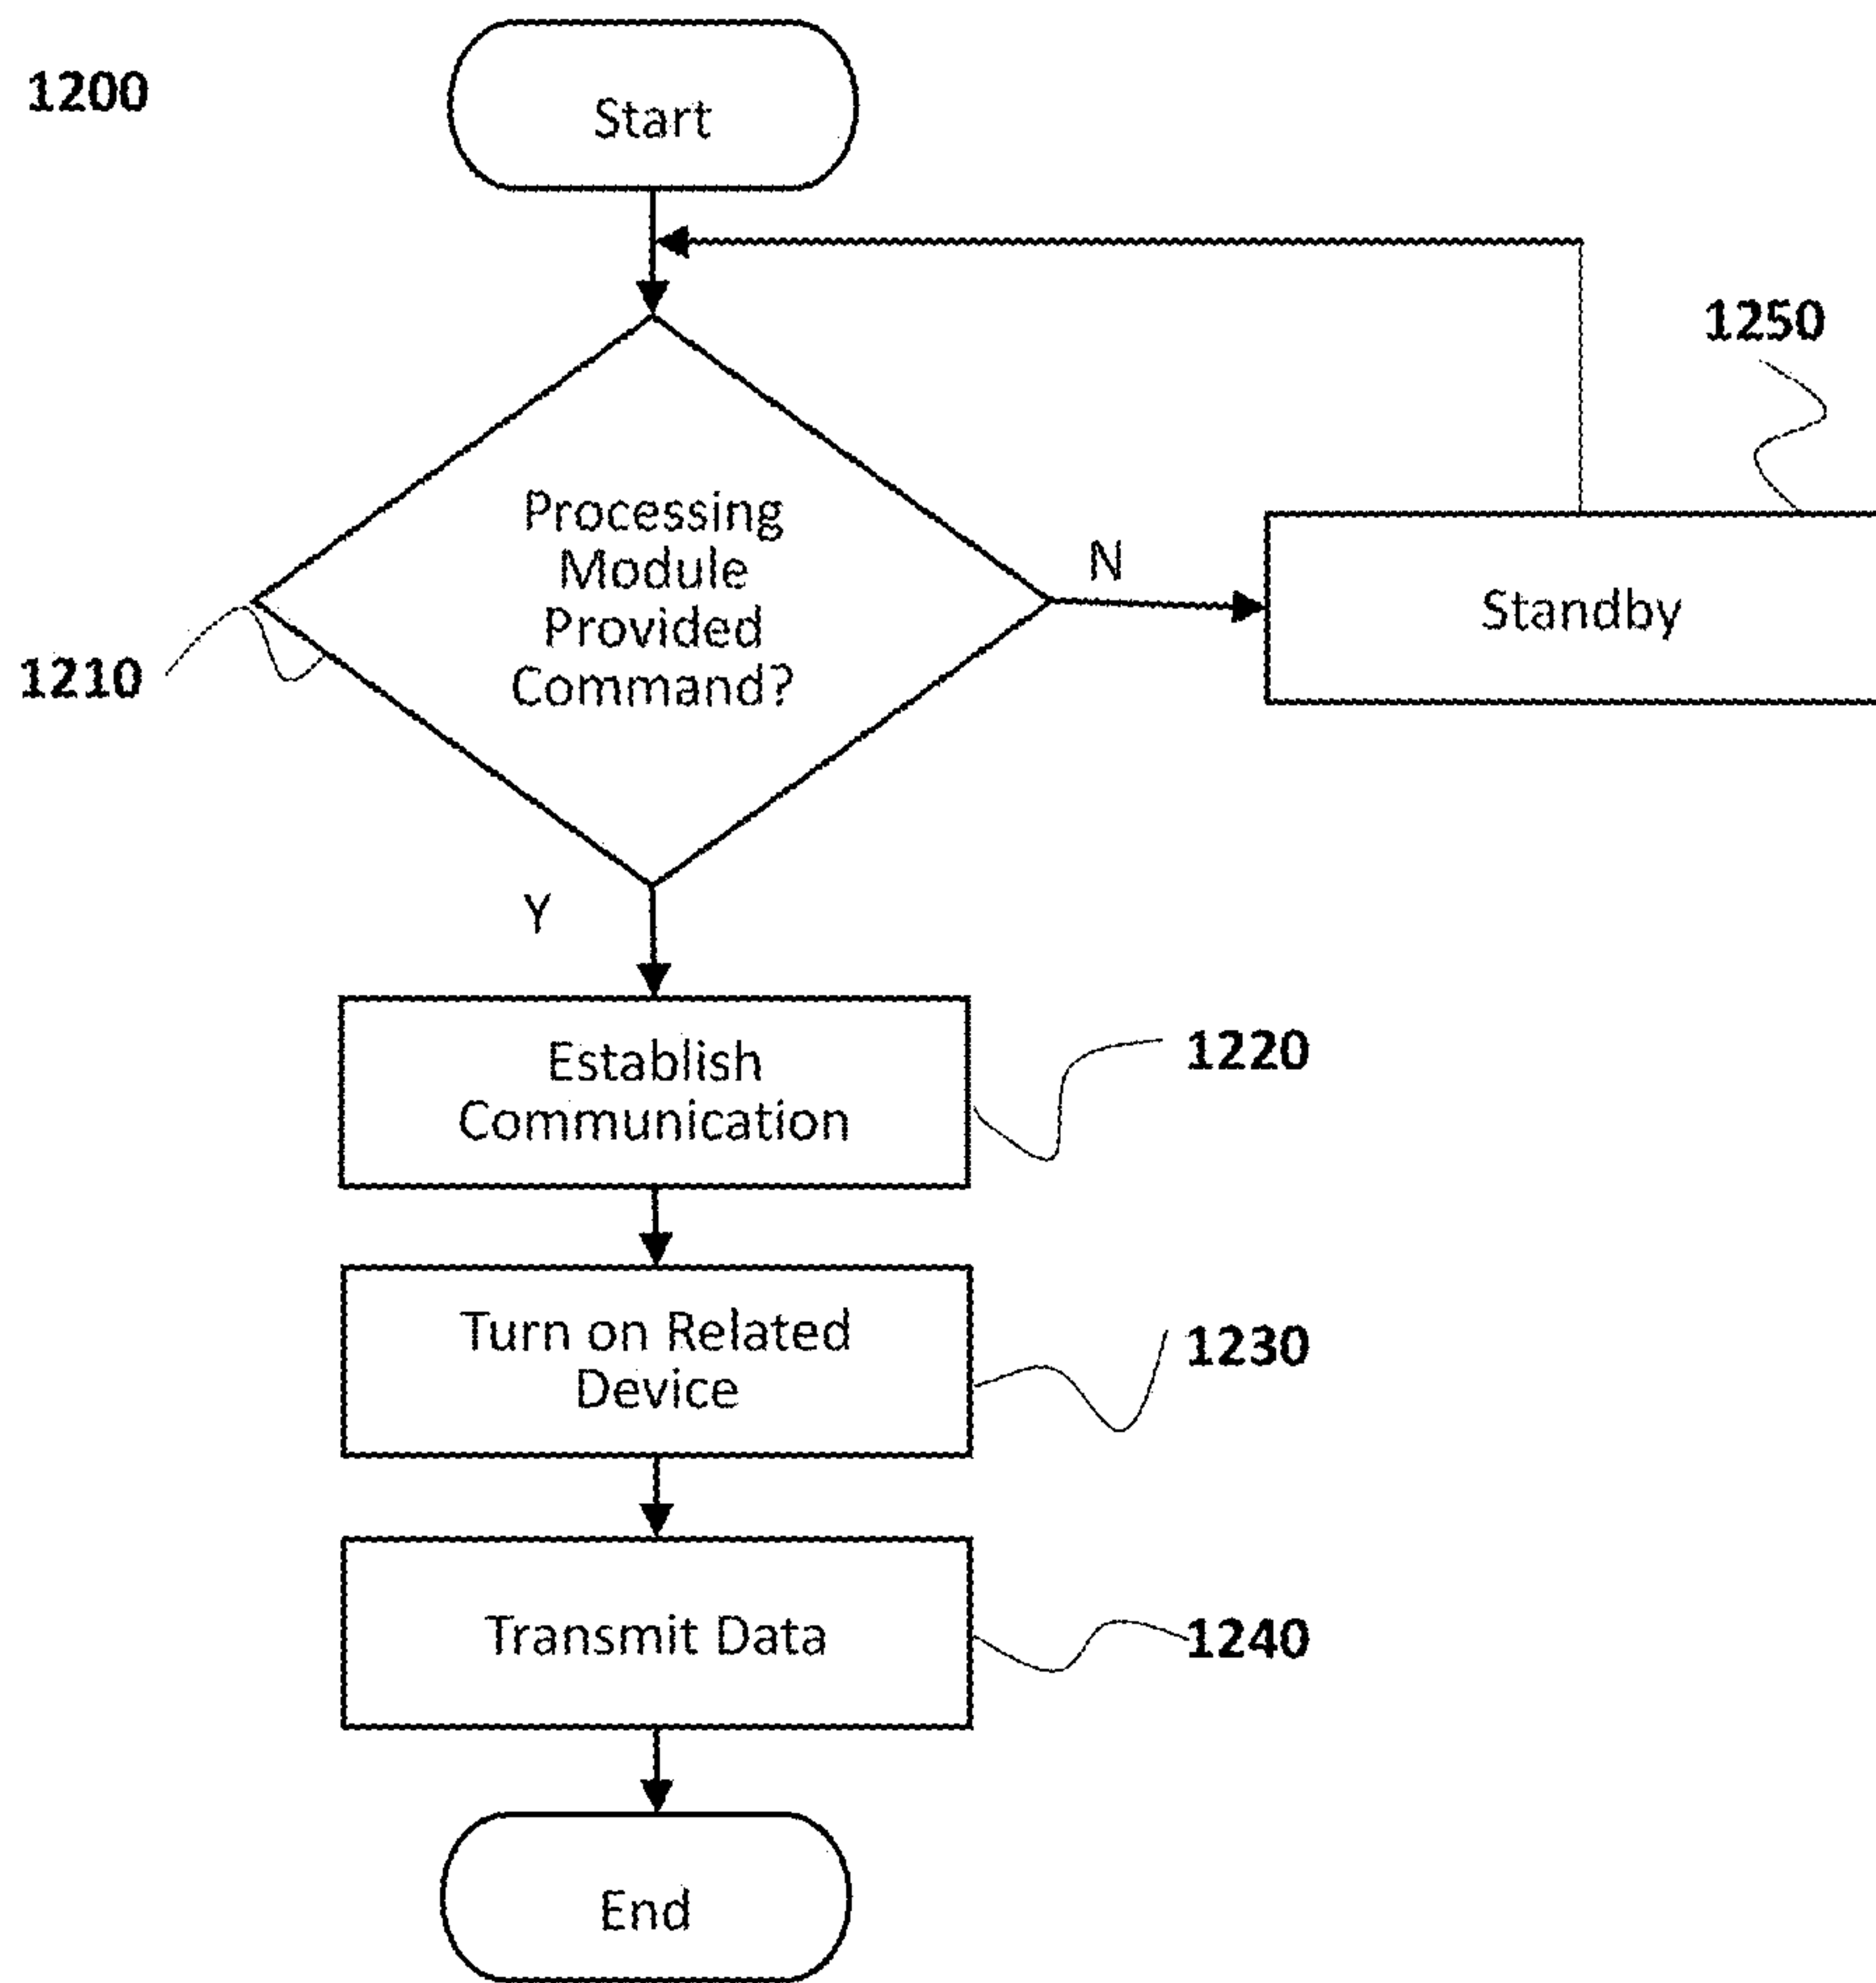 1200
Start
1250
Processing
Module
Provided
Command?
N
Standby
1210
Y
Establish
Communication
1220
Turn on Related
Device
1230
Transmit Data
1240
End